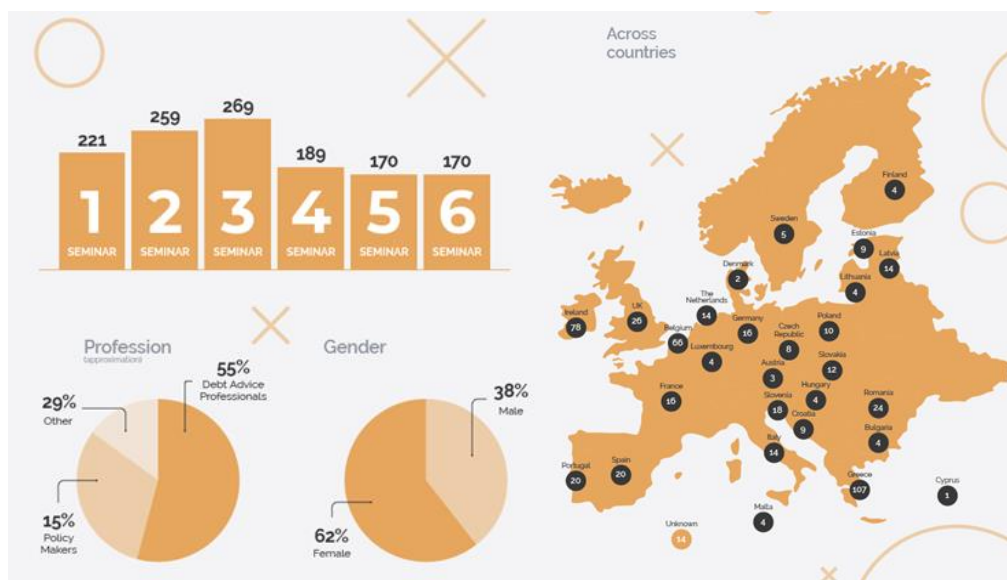 Across
countries
221
259
269
189
170
170
1
SEMINAR
2
SEMINAR
3
SEMINAR
4
SEMINAR
5
SEMINAR
6
SEMINAR
Profession
(approximation)
55%
Debt Advice
Professionals
29%
Other
15%
Policy
Makers
Gender
38%
Male
62%
Female
Finland
4
Sweden
5
Estonia
9
Latvia
14
Lithuania
4
Denmark
2
The
Netherlands
14
Ireland
78
UK
26
Belgium
66
Germany
16
Poland
10
Czech
Republic
8
Luxembourg
4
Slovakia
12
Austria
3
France
16
Hungary
4
Slovenia
18
Romania
24
Croatia
9
Bulgaria
4
Italy
14
Portugal
20
Spain
20
Greece
107
Cyprus
1
Malta
4
Unknown
14